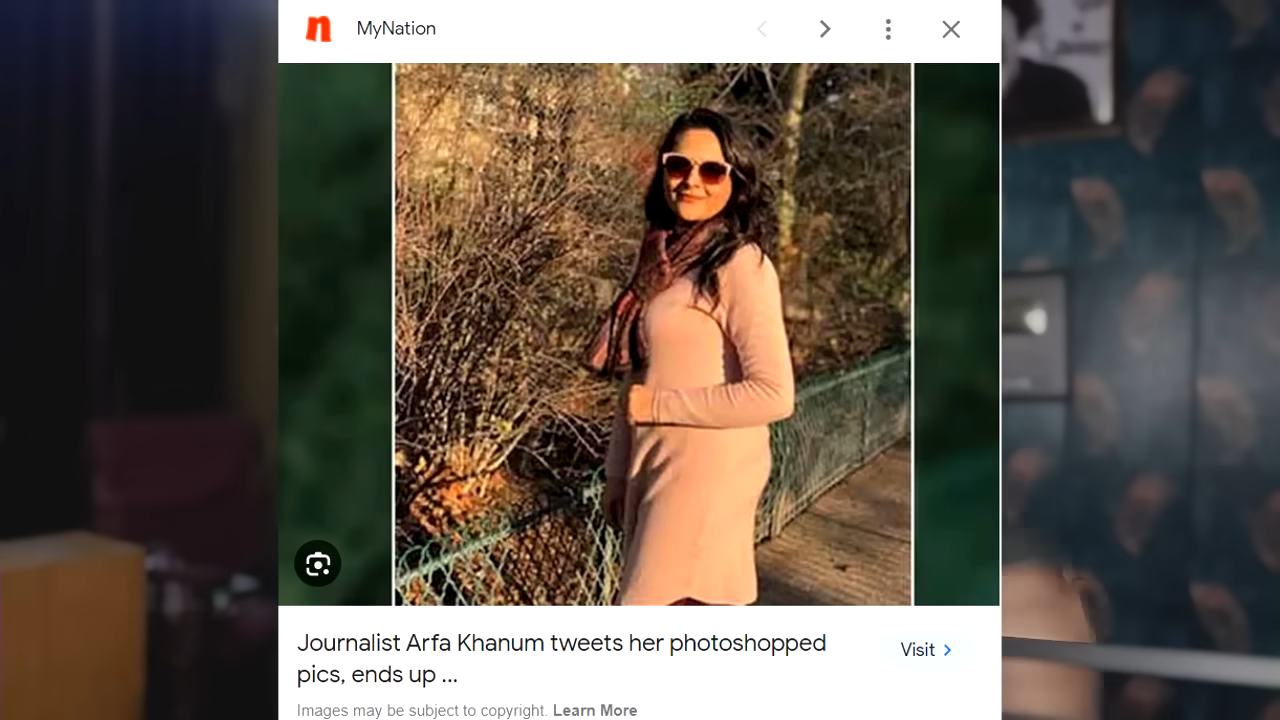 MyNation
Journalist Arfa Khanum tweets her photoshopped
pics, ends up ...
Visit
Images may be subject to copyright. Learn More